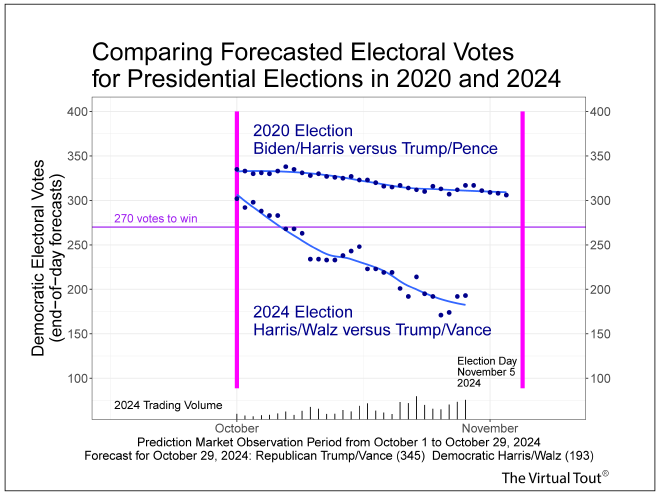 Comparing Forecasted Electoral Votes
for Presidential Elections in 2020 and 2024
400
350
300
250
200
150
100
400
350
300
250
200
150
100
Democratic Electoral Votes
(end−of−day forecasts)
2020 Election
Biden/Harris versus Trump/Pence
270 votes to win
2024 Election
Harris/Walz versus Trump/Vance
Election Day
November 5
2024
2024 Trading Volume
October
November
Prediction Market Observation Period from October 1 to October 29, 2024
Forecast for October 29, 2024: Republican Trump/Vance (345) Democratic Harris/Walz (193)
The Virtual Tout®